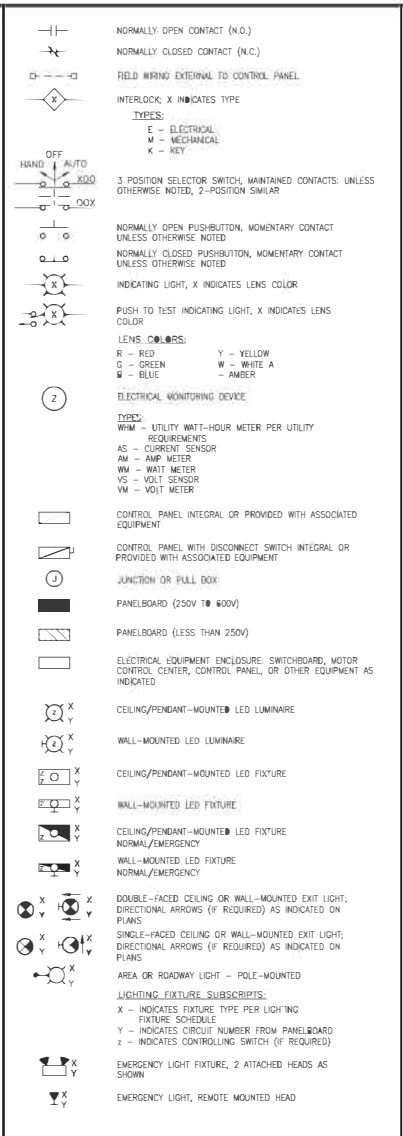 NORMALLY OPEN CONTACT (N.O.)
NORMALLY CLOSED CONTACT (N.C.)
FIELD WIRING EXTERNAL TO CONTROL PANEL
X
INTERLOCK; X INDICATES TYPE
TYPES:
E – ELECTRICAL
M – MECHANICAL
K – KEY
OFF
HAND AUTO
XOO
OOX
3 POSITION SELECTOR SWITCH, MAINTAINED CONTACTS: UNLESS
OTHERWISE NOTED, 2-POSITION SIMILAR
NORMALLY OPEN PUSHBUTTON, MOMENTARY CONTACT
UNLESS OTHERWISE NOTED
NORMALLY CLOSED PUSHBUTTON, MOMENTARY CONTACT
UNLESS OTHERWISE NOTED
X
INDICATING LIGHT, X INDICATES LENS COLOR
X
PUSH TO TEST INDICATING LIGHT, X INDICATES LENS
COLOR
LENS COLORS:
R – RED Y – YELLOW
G – GREEN W – WHITE A
B – BLUE – AMBER
Z
ELECTRICAL MONITORING DEVICE
TYPES:
WHM – UTILITY WATT-HOUR METER PER UTILITY
REQUIREMENTS
AS – CURRENT SENSOR
AM – AMP METER
WM – WATT METER
VS – VOLT SENSOR
VM – VOLT METER
CONTROL PANEL INTEGRAL OR PROVIDED WITH ASSOCIATED
EQUIPMENT
CONTROL PANEL WITH DISCONNECT SWITCH INTEGRAL OR
PROVIDED WITH ASSOCIATED EQUIPMENT
J
JUNCTION OR PULL BOX
PANELBOARD (250V TO 600V)
PANELBOARD (LESS THAN 250V)
ELECTRICAL EQUIPMENT ENCLOSURE: SWITCHBOARD, MOTOR
CONTROL CENTER, CONTROL PANEL, OR OTHER EQUIPMENT AS
INDICATED
Z X Y
CEILING/PENDANT-MOUNTED LED LUMINAIRE
Z X Y
WALL-MOUNTED LED LUMINAIRE
Z Z X Y
CEILING/PENDANT-MOUNTED LED FIXTURE
Z Z X Y
WALL-MOUNTED LED FIXTURE
Z X Y
CEILING/PENDANT-MOUNTED LED FIXTURE
NORMAL/EMERGENCY
Z X Y
WALL-MOUNTED LED FIXTURE
NORMAL/EMERGENCY
X Y X Y
DOUBLE-FACED CEILING OR WALL-MOUNTED EXIT LIGHT;
DIRECTIONAL ARROWS (IF REQUIRED) AS INDICATED ON
PLANS
X Y X Y
SINGLE-FACED CEILING OR WALL-MOUNTED EXIT LIGHT;
DIRECTIONAL ARROWS (IF REQUIRED) AS INDICATED ON
PLANS
X Y
AREA OR ROADWAY LIGHT – POLE-MOUNTED
LIGHTING FIXTURE SUBSCRIPTS:
X – INDICATES FIXTURE TYPE PER LIGHTING
FIXTURE SCHEDULE
Y – INDICATES CIRCUIT NUMBER FROM PANELBOARD
z – INDICATES CONTROLLING SWITCH (IF REQUIRED)
X Y
EMERGENCY LIGHT FIXTURE, 2 ATTACHED HEADS AS
SHOWN
X Y
EMERGENCY LIGHT, REMOTE MOUNTED HEAD